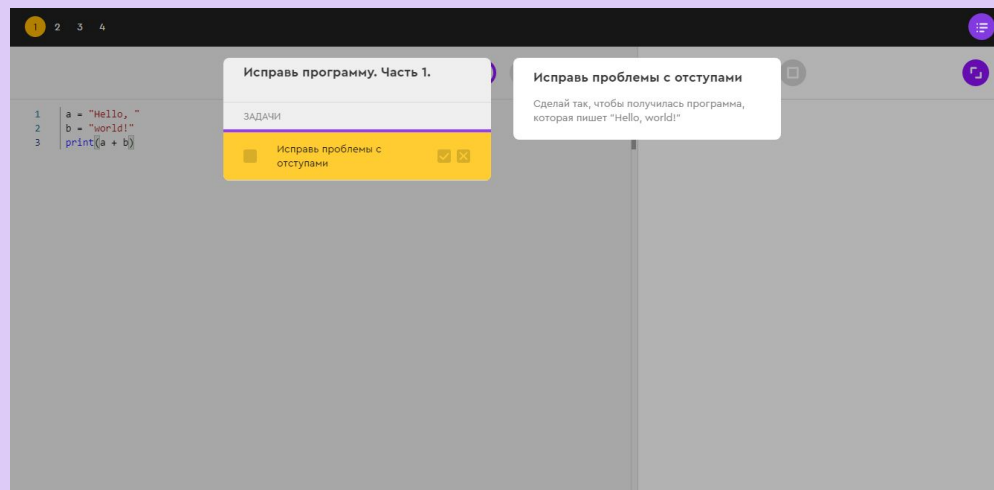 1 2 3 4
Исправь программу. Часть 1.
ЗАДАЧИ
Исправь проблемы с
отступами
Исправь проблемы с отступами
Сделай так, чтобы получилась программа,
которая пишет "Hello, world!"
1 a = "Hello, "
2 b = "world!"
3 print(a + b)